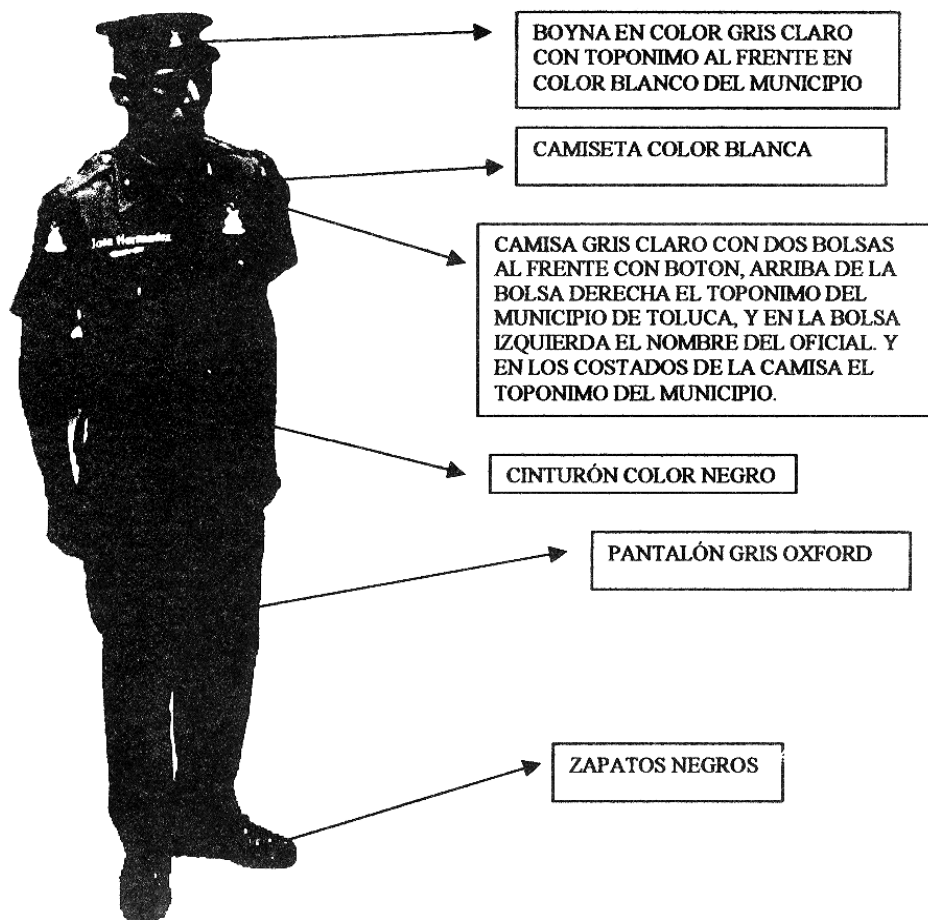 BOYNA EN COLOR GRIS CLARO
CON TOPONIMO AL FRENTE EN
COLOR BLANCO DEL MUNICIPIO
CAMISETA COLOR BLANCA
CAMISA GRIS CLARO CON DOS BOLSAS
AL FRENTE CON BOTON, ARRIBA DE LA
BOLSA DERECHA EL TOPONIMO DEL
MUNICIPIO DE TOLUCA, Y EN LA BOLSA
IZQUIERDA EL NOMBRE DEL OFICIAL. Y
EN LOS COSTADOS DE LA CAMISA EL
TOPONIMO DEL MUNICIPIO.
CINTURÓN COLOR NEGRO
PANTALÓN GRIS OXFORD
ZAPATOS NEGROS